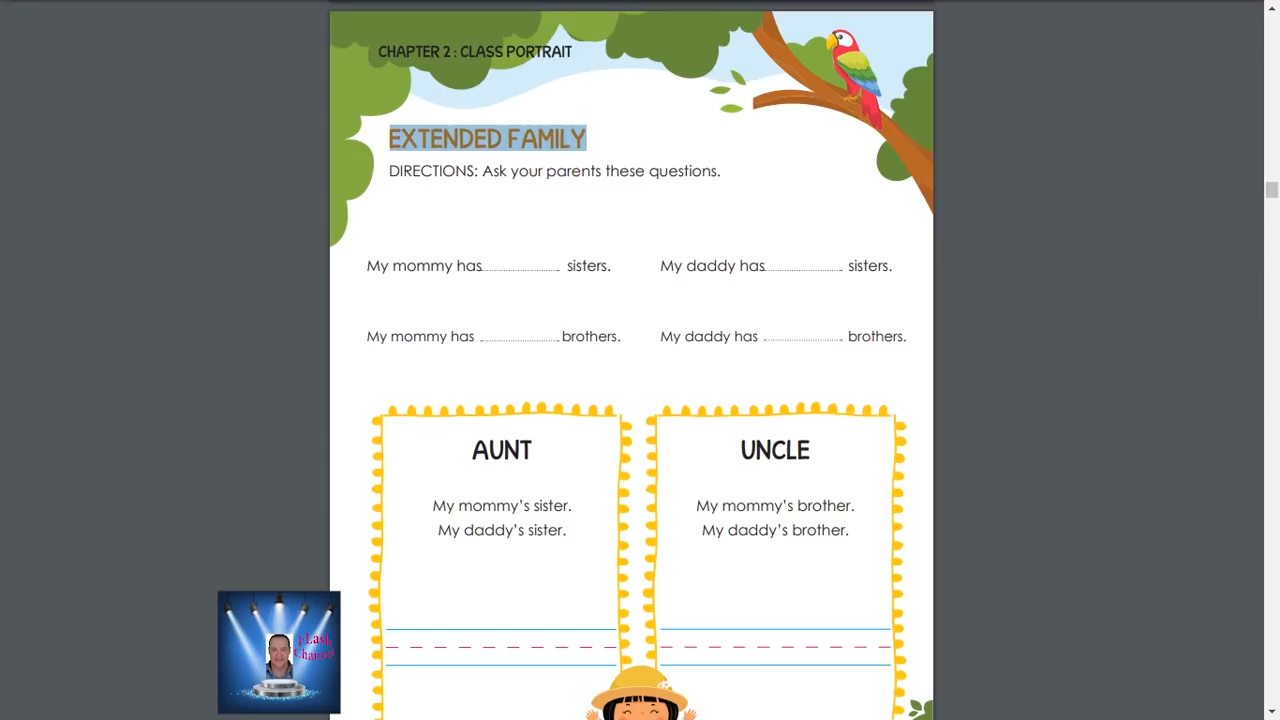 CHAPTER 2 : CLASS PORTRAIT
EXTENDED FAMILY
DIRECTIONS: Ask your parents these questions.
My mommy has sisters.
My daddy has sisters.
My mommy has brothers.
My daddy has brothers.
AUNT
My mommy's sister.
My daddy's sister.
UNCLE
My mommy's brother.
My daddy's brother.